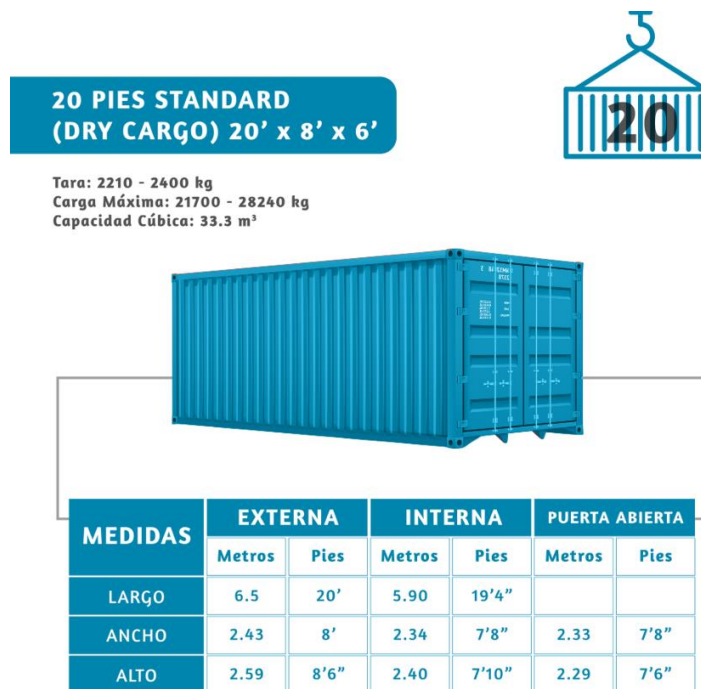 20 PIES STANDARD
(DRY CARGO) 20’ x 8’ x 6’
20
Tara: 2210 - 2400 kg
Carga Máxima: 21700 - 28240 kg
Capacidad Cúbica: 33.3 m³
MEDIDAS EXTERNA INTERNA PUERTA ABIERTA
Metros Pies Metros Pies Metros Pies
LARGO 6.5 20’ 5.90 19’4”
ANCHO 2.43 8’ 2.34 7’8” 2.33 7’8”
ALTO 2.59 8’6” 2.40 7’10” 2.29 7’6”